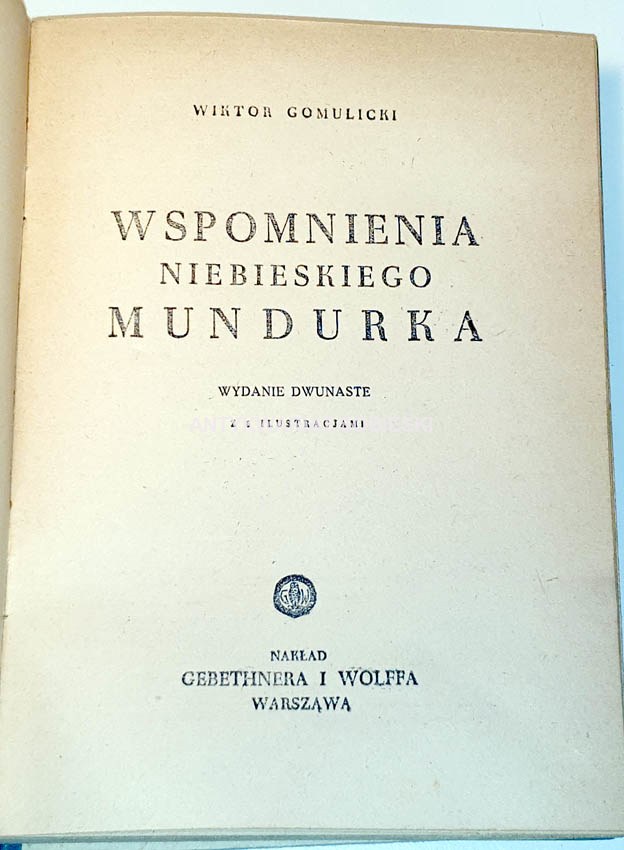 WIKTOR GOMULICKI
WSPOMNIENIA
NIEBIESKIEGO
MUNDURKA
WYDANIE DWUNASTE
Z ILUSTRACJAMI
G W
NAKŁAD
GEBETHNERA I WOLFFA
WARSZAWA